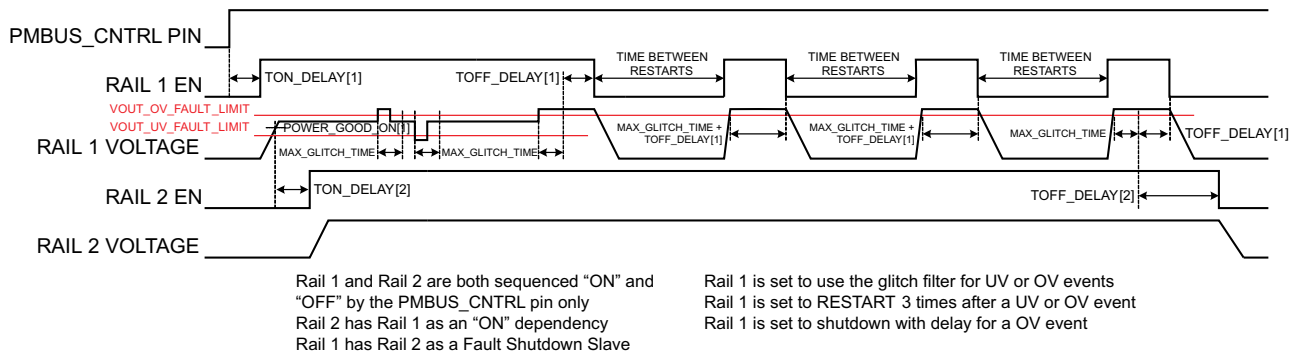 PMBUS_CNTRL PIN
TIME BETWEEN
RESTARTS
TIME BETWEEN
RESTARTS
TIME BETWEEN
RESTARTS
RAIL 1 EN
TON_DELAY[1]
TOFF_DELAY[1]
VOUT_OV_FAULT_LIMIT
VOUT_UV_FAULT_LIMIT
POWER_GOOD_ON[1]
RAIL 1 VOLTAGE
MAX_GLITCH_TIME
MAX_GLITCH_TIME
MAX_GLITCH_TIME +
TOFF_DELAY[1]
MAX_GLITCH_TIME +
TOFF_DELAY[1]
MAX_GLITCH_TIME
TOFF_DELAY[1]
RAIL 2 EN
TON_DELAY[2]
TOFF_DELAY[2]
RAIL 2 VOLTAGE
Rail 1 and Rail 2 are both sequenced “ON” and
“OFF” by the PMBUS_CNTRL pin only
Rail 2 has Rail 1 as an “ON” dependency
Rail 1 has Rail 2 as a Fault Shutdown Slave
Rail 1 is set to use the glitch filter for UV or OV events
Rail 1 is set to RESTART 3 times after a UV or OV event
Rail 1 is set to shutdown with delay for a OV event